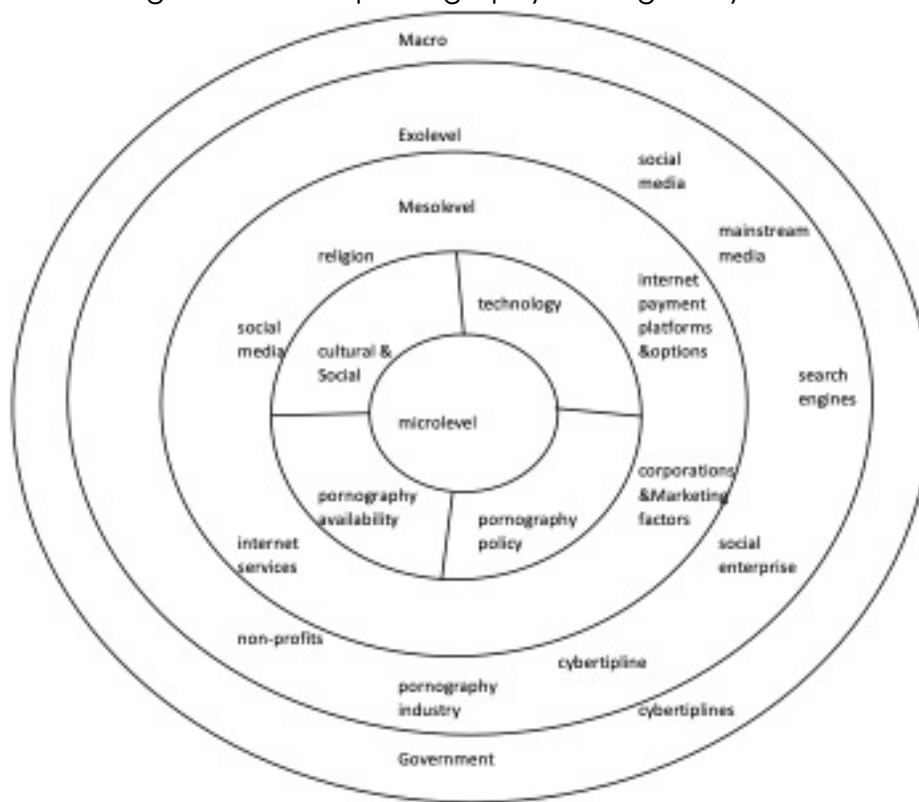 Macro
Exolevel
social
media
Mesolevel
mainstream
media
religion
technology
internet
payment
platforms
&options
social
media
cultural &
Social
search
engines
microlevel
corporations
&Marketing
factors
pornography
availability
pornography
policy
internet
services
social
enterprise
non-profits
cybertipline
pornography
industry
cybertiplines
Government